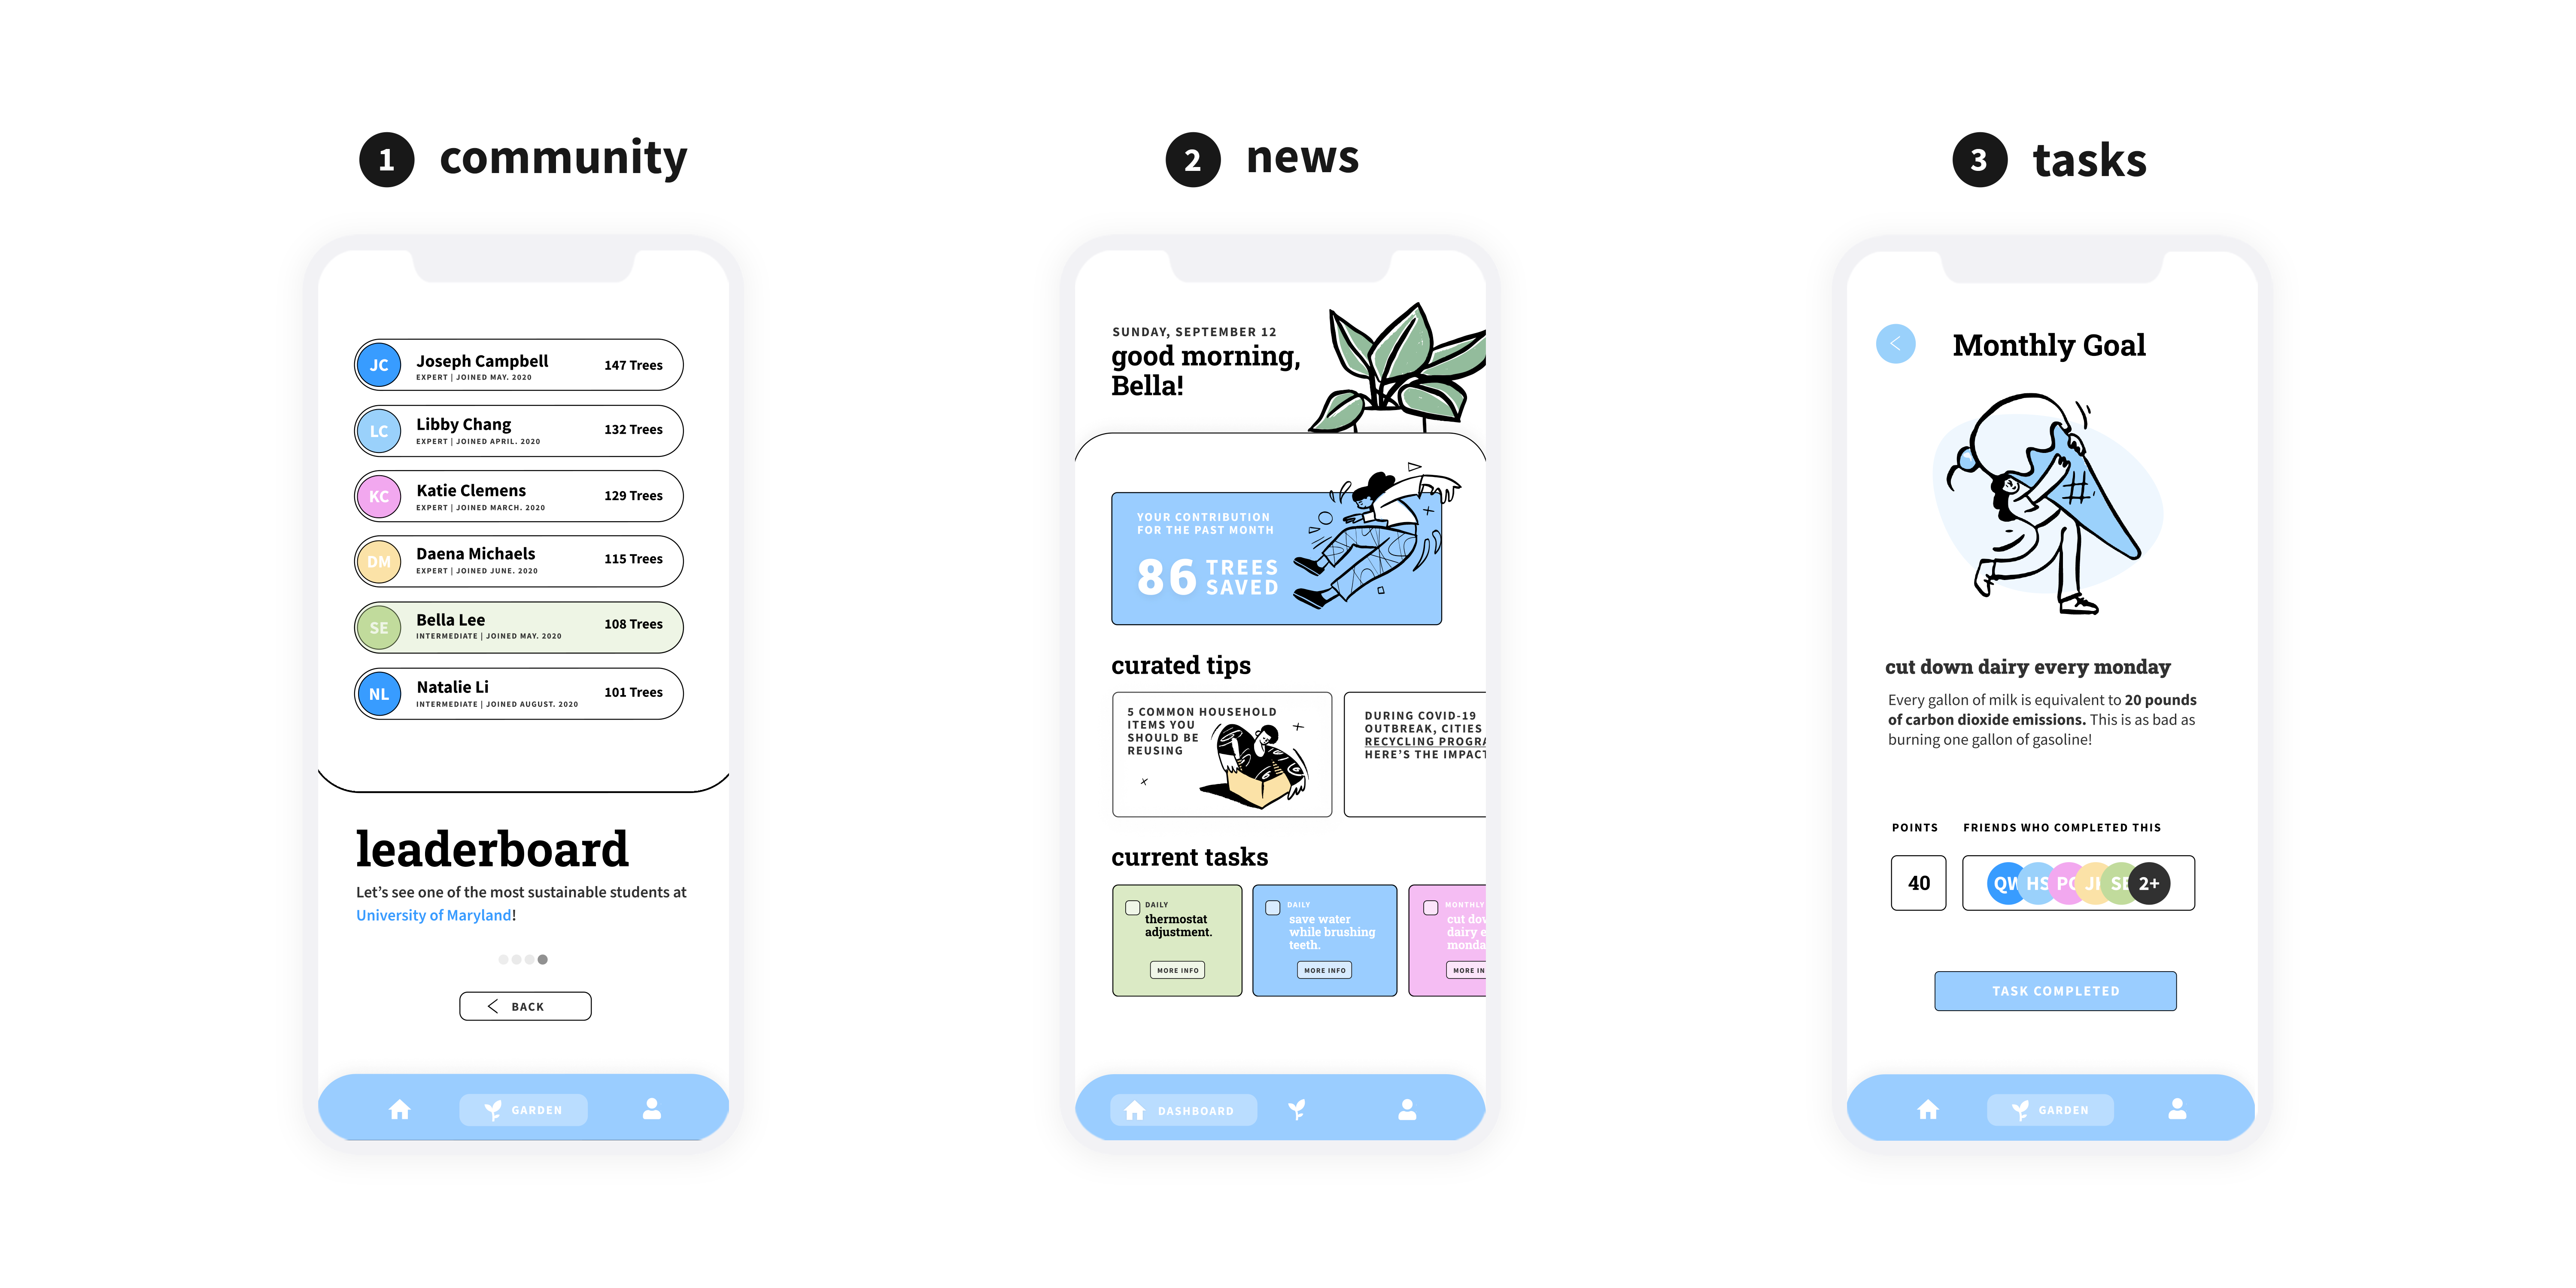 1 community
JC Joseph Campbell 147 Trees
EXPERT | JOINED MAY. 2020
LC Libby Chang 132 Trees
EXPERT | JOINED APRIL. 2020
KC Katie Clemens 129 Trees
EXPERT | JOINED MARCH. 2020
DM Daena Michaels 115 Trees
EXPERT | JOINED JUNE. 2020
SE Bella Lee 108 Trees
INTERMEDIATE | JOINED MAY. 2020
NL Natalie Li 101 Trees
INTERMEDIATE | JOINED AUGUST. 2020
leaderboard
Let's see one of the most sustainable students at
University of Maryland!
BACK
GARDEN
2 news
SUNDAY, SEPTEMBER 12
good morning,
Bella!
YOUR CONTRIBUTION
FOR THE PAST MONTH
86 TREES
SAVED
curated tips
5 COMMON HOUSEHOLD
ITEMS YOU
SHOULD BE
REUSING
DURING COVID-19
OUTBREAK, CITIES
RECYCLING PROGRA
HERE'S THE IMPACT
current tasks
DAILY
thermostat
adjustment.
MORE INFO
DAILY
save water
while brushing
teeth.
MORE INFO
MONTHLY
cut dow
dairy e
monda
MORE IN
DASHBOARD
3 tasks
Monthly Goal
cut down dairy every monday
Every gallon of milk is equivalent to 20 pounds
of carbon dioxide emissions. This is as bad as
burning one gallon of gasoline!
POINTS
40
FRIENDS WHO COMPLETED THIS
QW HS PC SE 2+
TASK COMPLETED
GARDEN